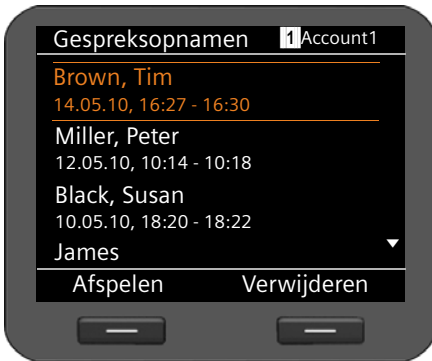 Gespreksopnamen 1 Account1
Brown, Tim
14.05.10, 16:27 - 16:30
Miller, Peter
12.05.10, 10:14 - 10:18
Black, Susan
10.05.10, 18:20 - 18:22
James
Afspelen Verwijderen